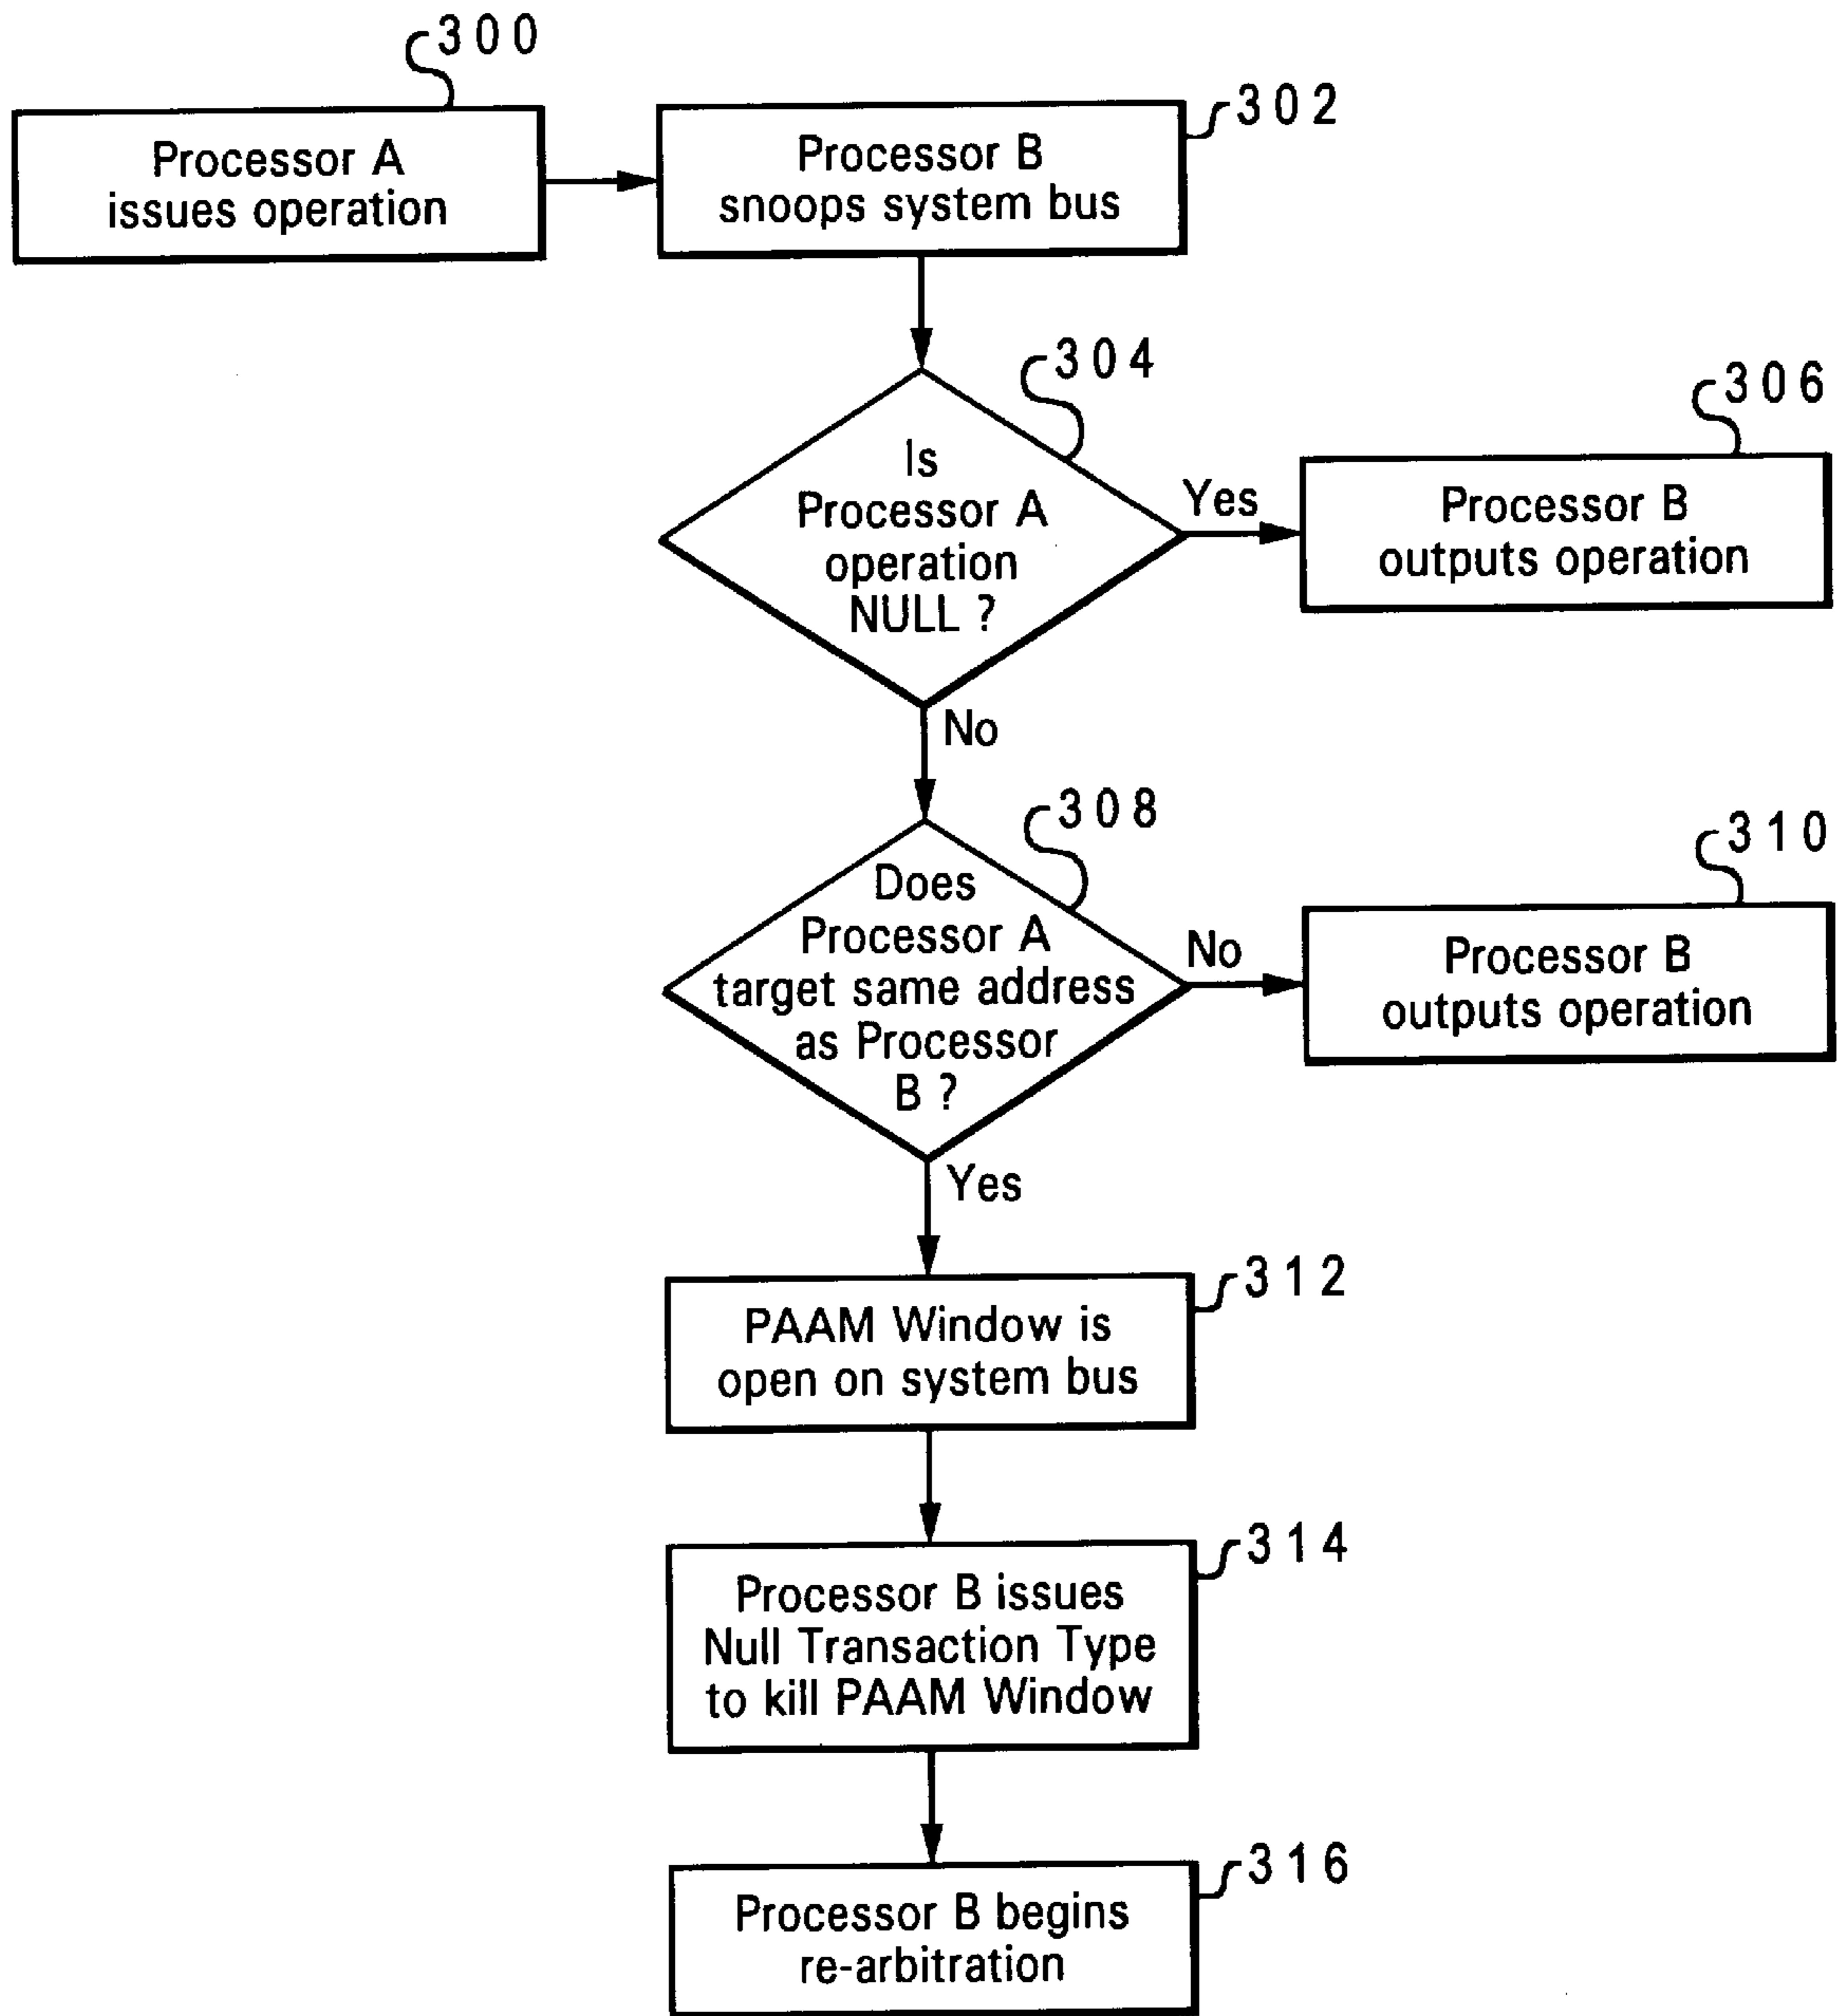 300
Processor A
issues operation
302
Processor B
snoops system bus
304
Is
Processor A
operation
NULL ?
Yes
306
Processor B
outputs operation
No
308
Does
Processor A
target same address
as Processor
B ?
No
310
Processor B
outputs operation
Yes
312
PAAM Window is
open on system bus
314
Processor B issues
Null Transaction Type
to kill PAAM Window
316
Processor B begins
re-arbitration